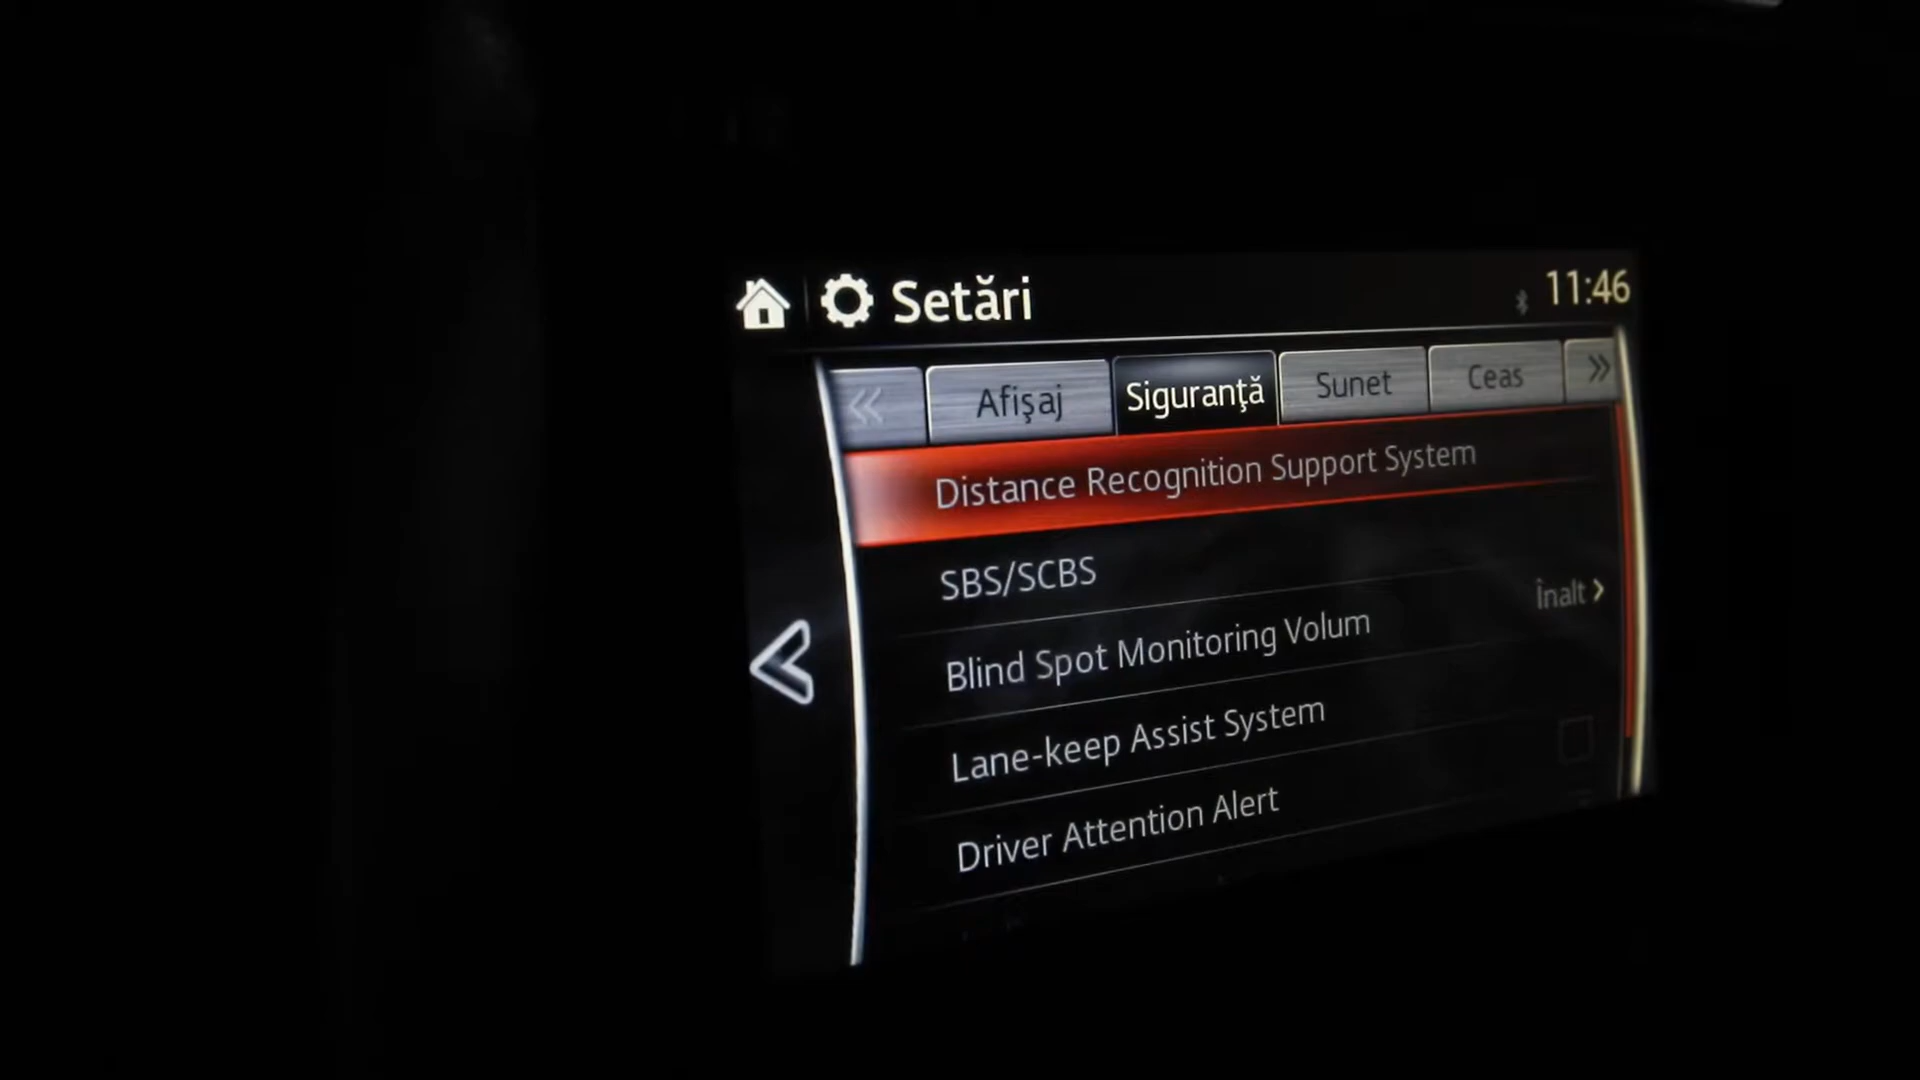 Setări
11:46
Afişaj
Siguranţă
Sunet
Ceas
Distance Recognition Support System
SBS/SCBS
Blind Spot Monitoring Volum
Înalt
Lane-keep Assist System
Driver Attention Alert